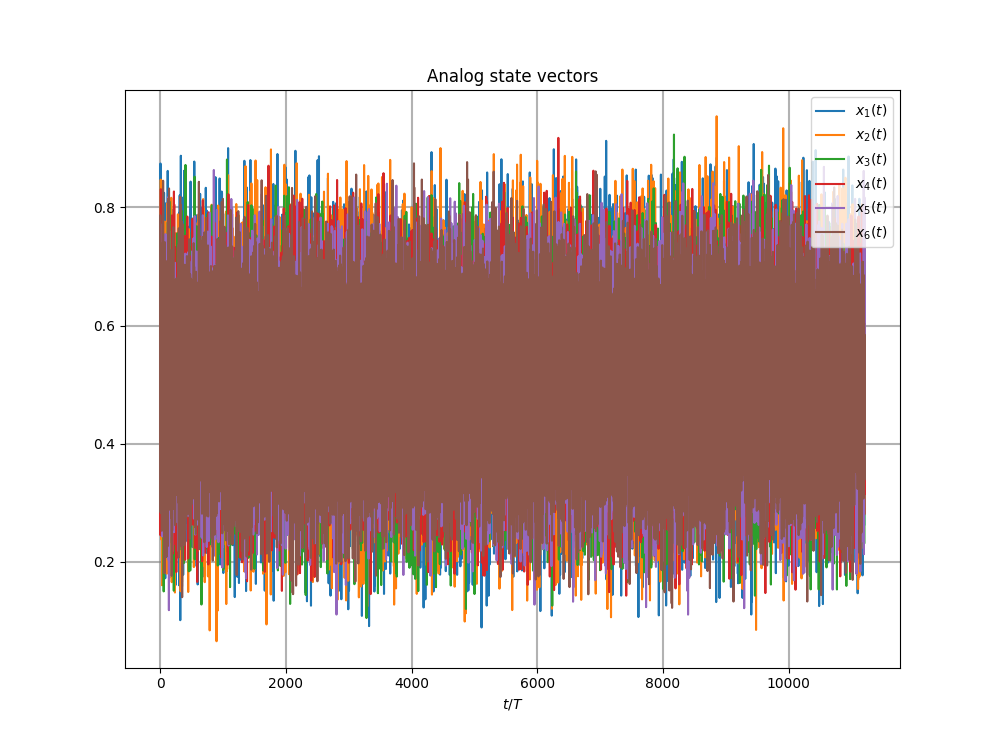 Analog state vectors
x₁(t)
x₂(t)
x₃(t)
x₄(t)
x₅(t)
x₆(t)
0.8
0.6
0.4
0.2
0 2000 4000 6000 8000 10000
t/T